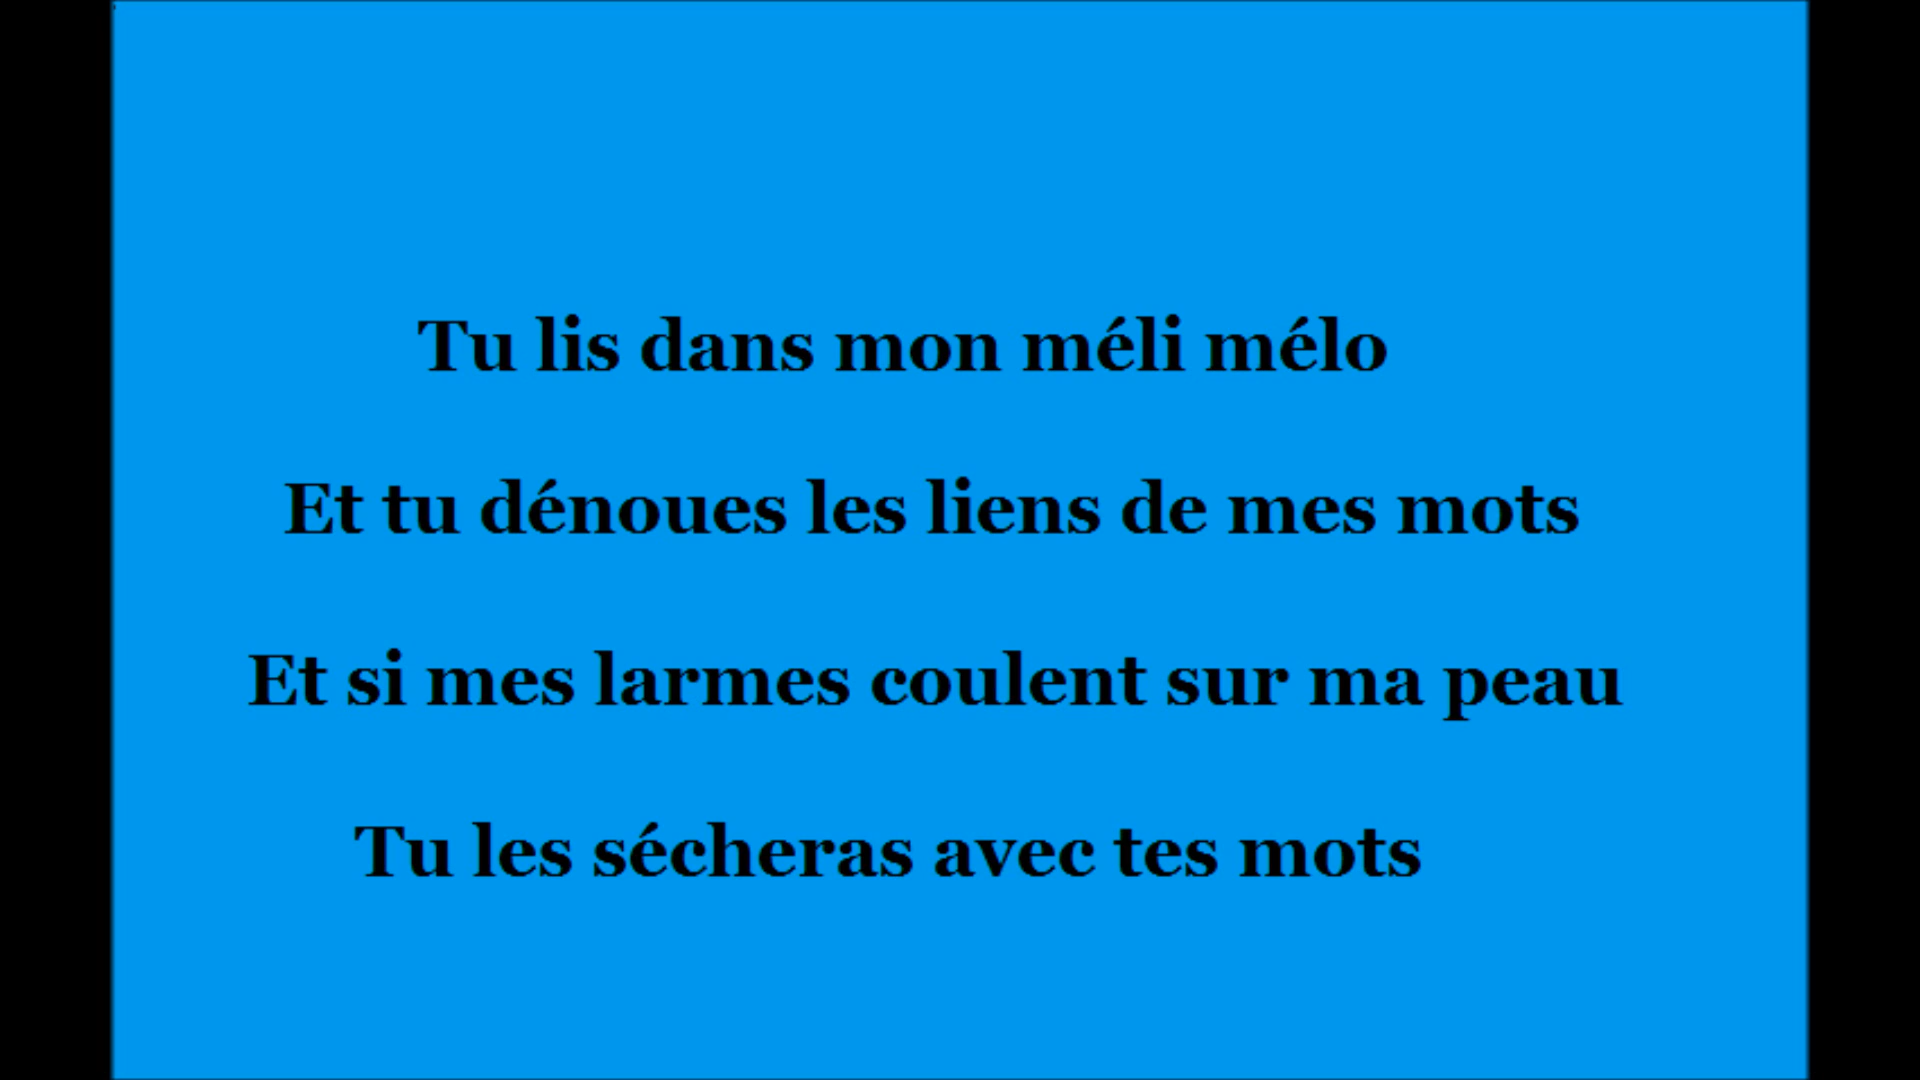 Tu lis dans mon méli mélo
Et tu dénoues les liens de mes mots
Et si mes larmes coulent sur ma peau
Tu les sécheras avec tes mots